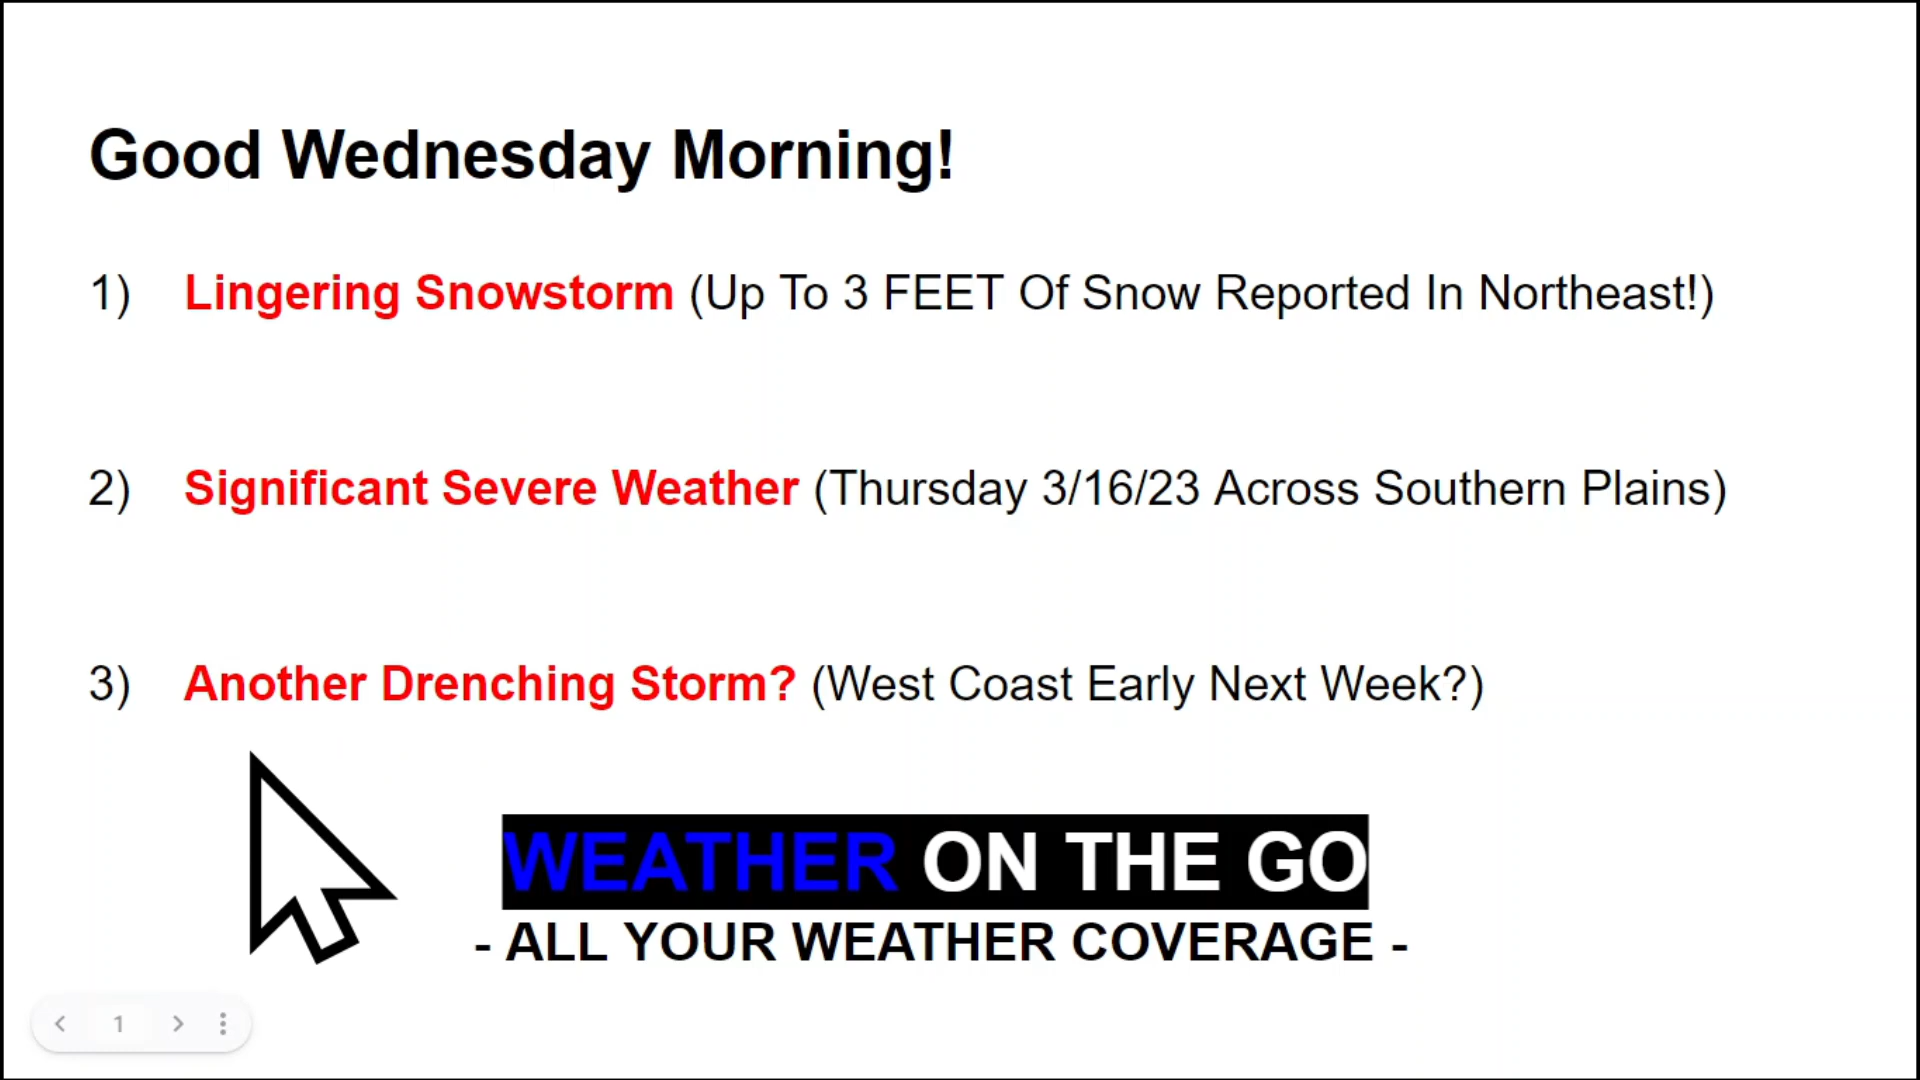 Good Wednesday Morning!
1) Lingering Snowstorm (Up To 3 FEET Of Snow Reported In Northeast!)
2) Significant Severe Weather (Thursday 3/16/23 Across Southern Plains)
3) Another Drenching Storm? (West Coast Early Next Week?)
WEATHER ON THE GO
- ALL YOUR WEATHER COVERAGE -
1